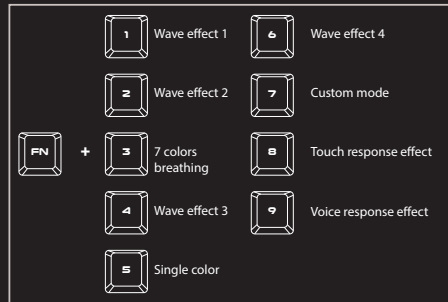 1 Wave effect 1
2 Wave effect 2
FN + 3 7 colors
breathing
4 Wave effect 3
5 Single color
6 Wave effect 4
7 Custom mode
8 Touch response effect
9 Voice response effect